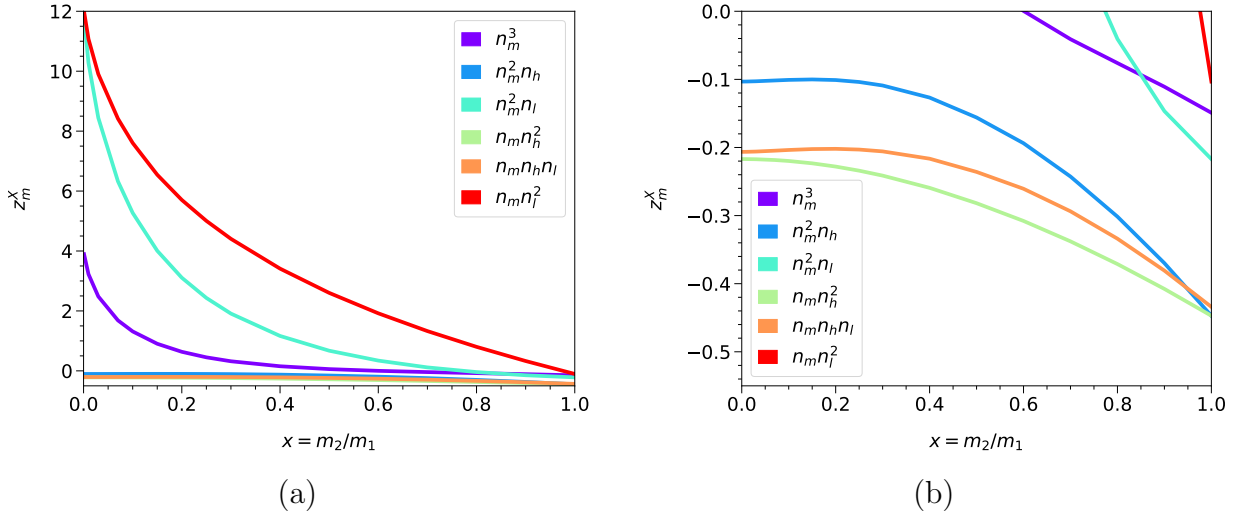 12
10
8
6
4
2
0
z_m^X
0.0 0.2 0.4 0.6 0.8 1.0
x = m_2/m_1
n_m^3
n_m^2 n_h
n_m^2 n_l
n_m n_h^2
n_m n_h n_l
n_m n_l^2
(a)
0.0
−0.1
−0.2
−0.3
−0.4
−0.5
z_m^X
0.0 0.2 0.4 0.6 0.8 1.0
x = m_2/m_1
n_m^3
n_m^2 n_h
n_m^2 n_l
n_m n_h^2
n_m n_h n_l
n_m n_l^2
(b)